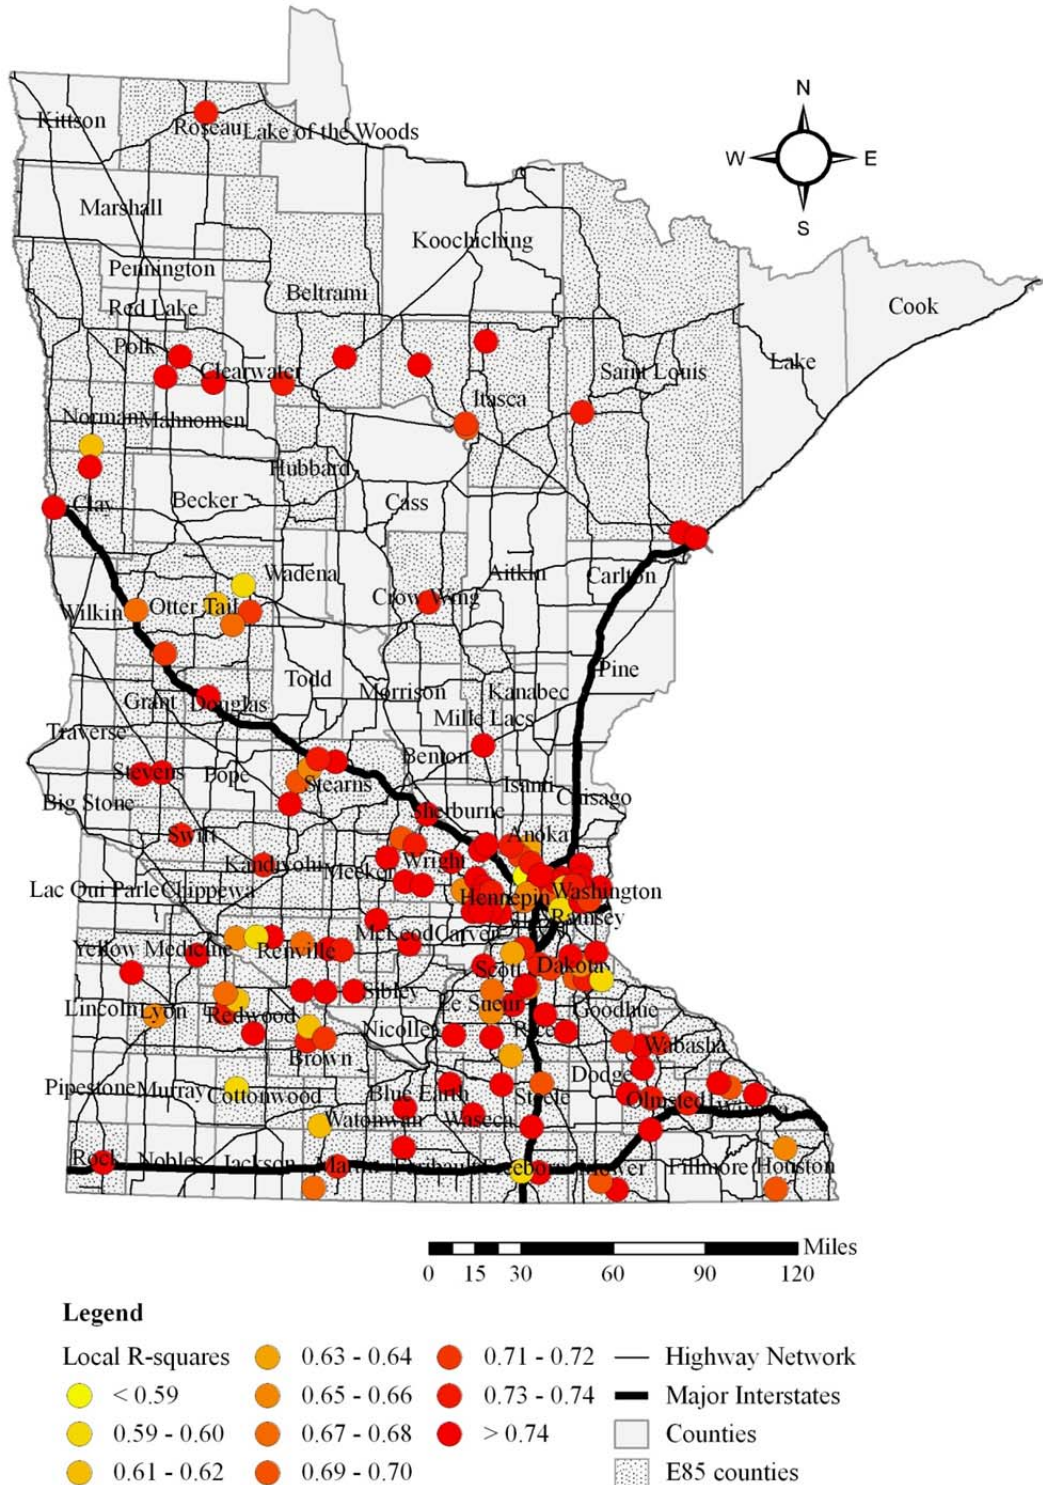 N
W E
S
Kittson
Roseau Lake of the Woods
Marshall
Koochiching
Pennington
Beltrami
Red Lake
Cook
Polk
Clearwater
Saint Louis
Lake
Itasca
Norman Mahnomen
Hubbard
Becker
Cass
Clay
Wadena
Aitkin
Carlton
Crow Wing
Wilkin
Otter Tail
Pine
Todd
Morrison
Kanabec
Grant
Douglas
Mille Lacs
Traverse
Benton
Stevens
Pope
Stearns
Isanti
Big Stone
Sherburne
Chisago
Swift
Anoka
Kandiyohi
Meeker
Wright
Lac Qui Parle
Chippewa
Hennepin
Washington
Ramsey
Yellow Medicine
Renville
McLeod
Carver
Scott
Dakota
Lincoln
Lyon
Redwood
Sibley
Le Sueur
Goodhue
Nicollet
Rice
Wabasha
Brown
Dodge
Pipestone
Murray
Cottonwood
Blue Earth
Steele
Olmsted
Watonwan
Waseca
Rock
Nobles
Jackson
Martin
Faribault
Freeborn
Mower
Fillmore
Houston
Miles
0 15 30 60 90 120
Legend
Local R-squares
< 0.59
0.59 - 0.60
0.61 - 0.62
0.63 - 0.64
0.65 - 0.66
0.67 - 0.68
0.69 - 0.70
0.71 - 0.72
0.73 - 0.74
> 0.74
Highway Network
Major Interstates
Counties
E85 counties